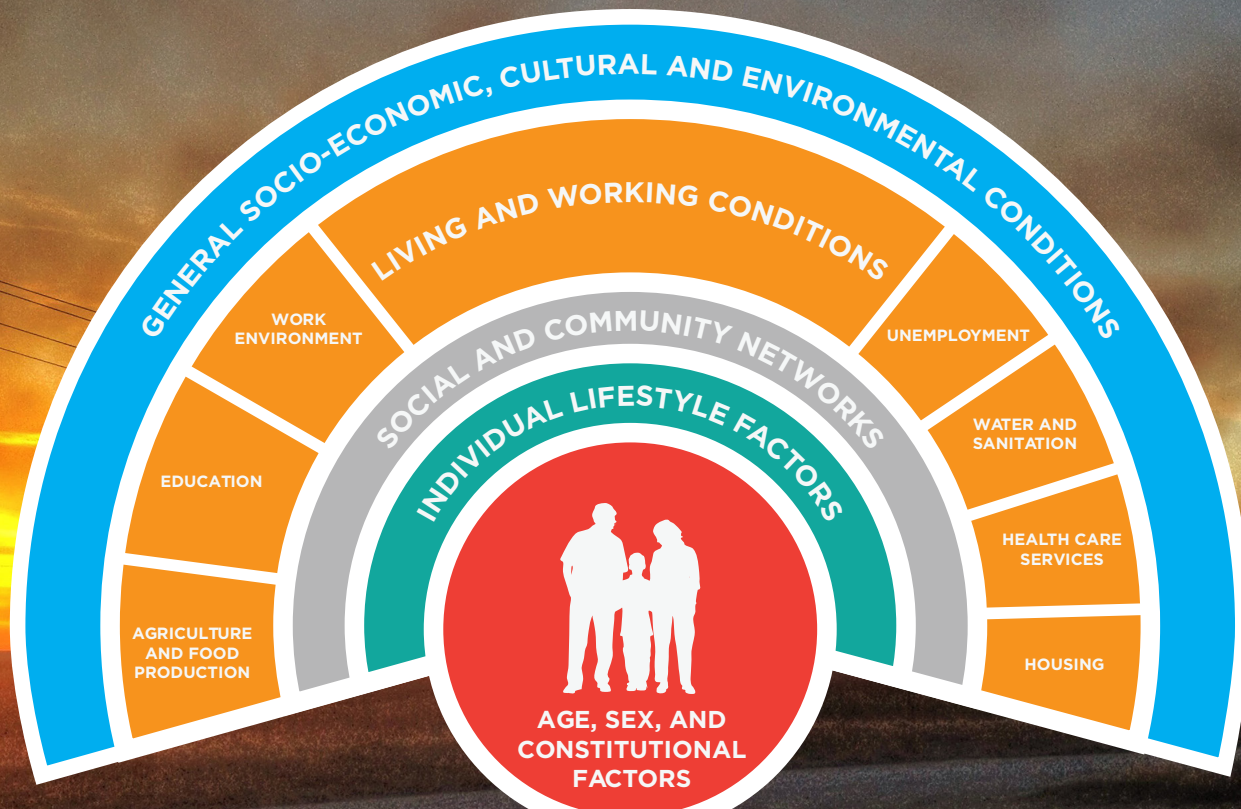 GENERAL SOCIO-ECONOMIC, CULTURAL AND ENVIRONMENTAL CONDITIONS
LIVING AND WORKING CONDITIONS
SOCIAL AND COMMUNITY NETWORKS
INDIVIDUAL LIFESTYLE FACTORS
AGRICULTURE
AND FOOD
PRODUCTION
EDUCATION
WORK
ENVIRONMENT
UNEMPLOYMENT
WATER AND
SANITATION
HEALTH CARE
SERVICES
HOUSING
AGE, SEX, AND
CONSTITUTIONAL
FACTORS